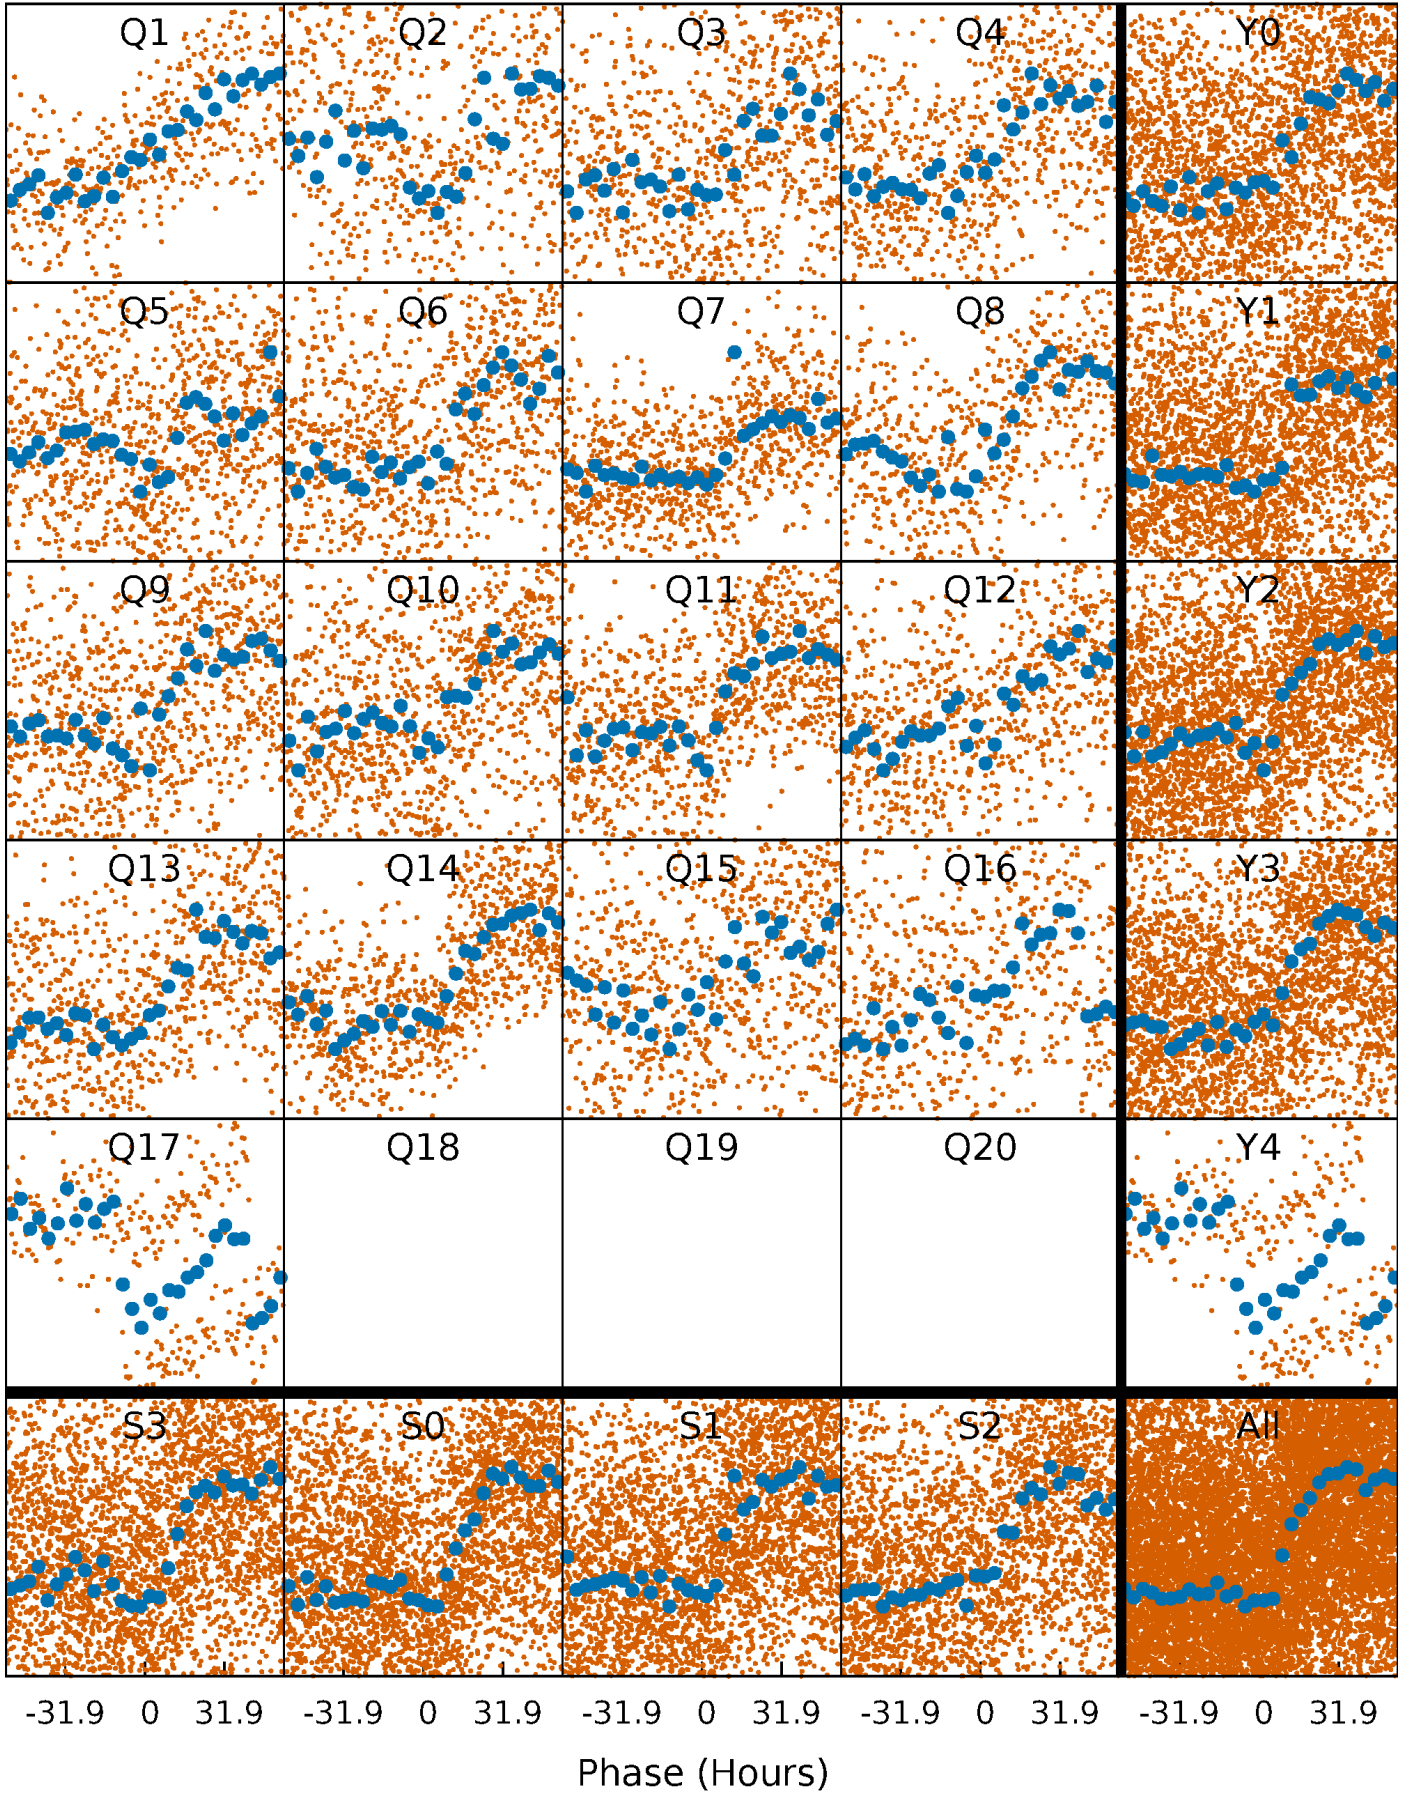 Q1 Q2 Q3 Q4 Y0
Q5 Q6 Q7 Q8 Y1
Q9 Q10 Q11 Q12 Y2
Q13 Q14 Q15 Q16 Y3
Q17 Q18 Q19 Q20 Y4
S3 S0 S1 S2 All
-31.9 0 31.9 -31.9 0 31.9 -31.9 0 31.9 -31.9 0 31.9 -31.9 0 31.9
Phase (Hours)